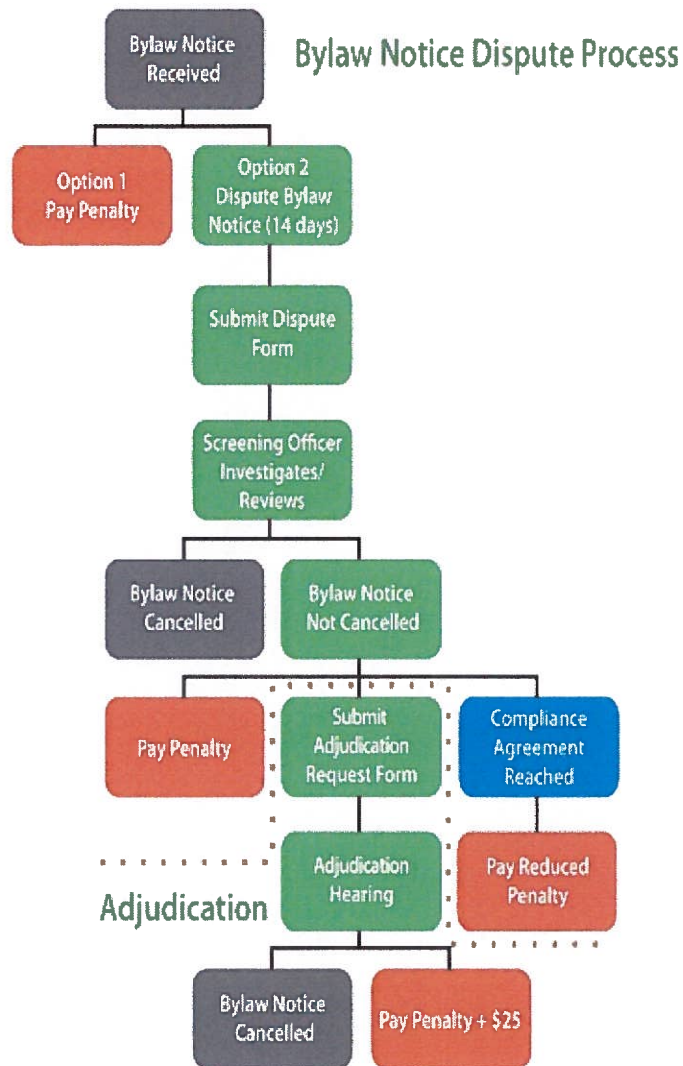 Bylaw Notice
Received
Bylaw Notice Dispute Process
Option 1
Pay Penalty
Option 2
Dispute Bylaw
Notice (14 days)
Submit Dispute
Form
Screening Officer
Investigates/
Reviews
Bylaw Notice
Cancelled
Bylaw Notice
Not Cancelled
Pay Penalty
Submit
Adjudication
Request Form
Compliance
Agreement
Reached
Adjudication
Hearing
Pay Reduced
Penalty
Adjudication
Bylaw Notice
Cancelled
Pay Penalty + $25